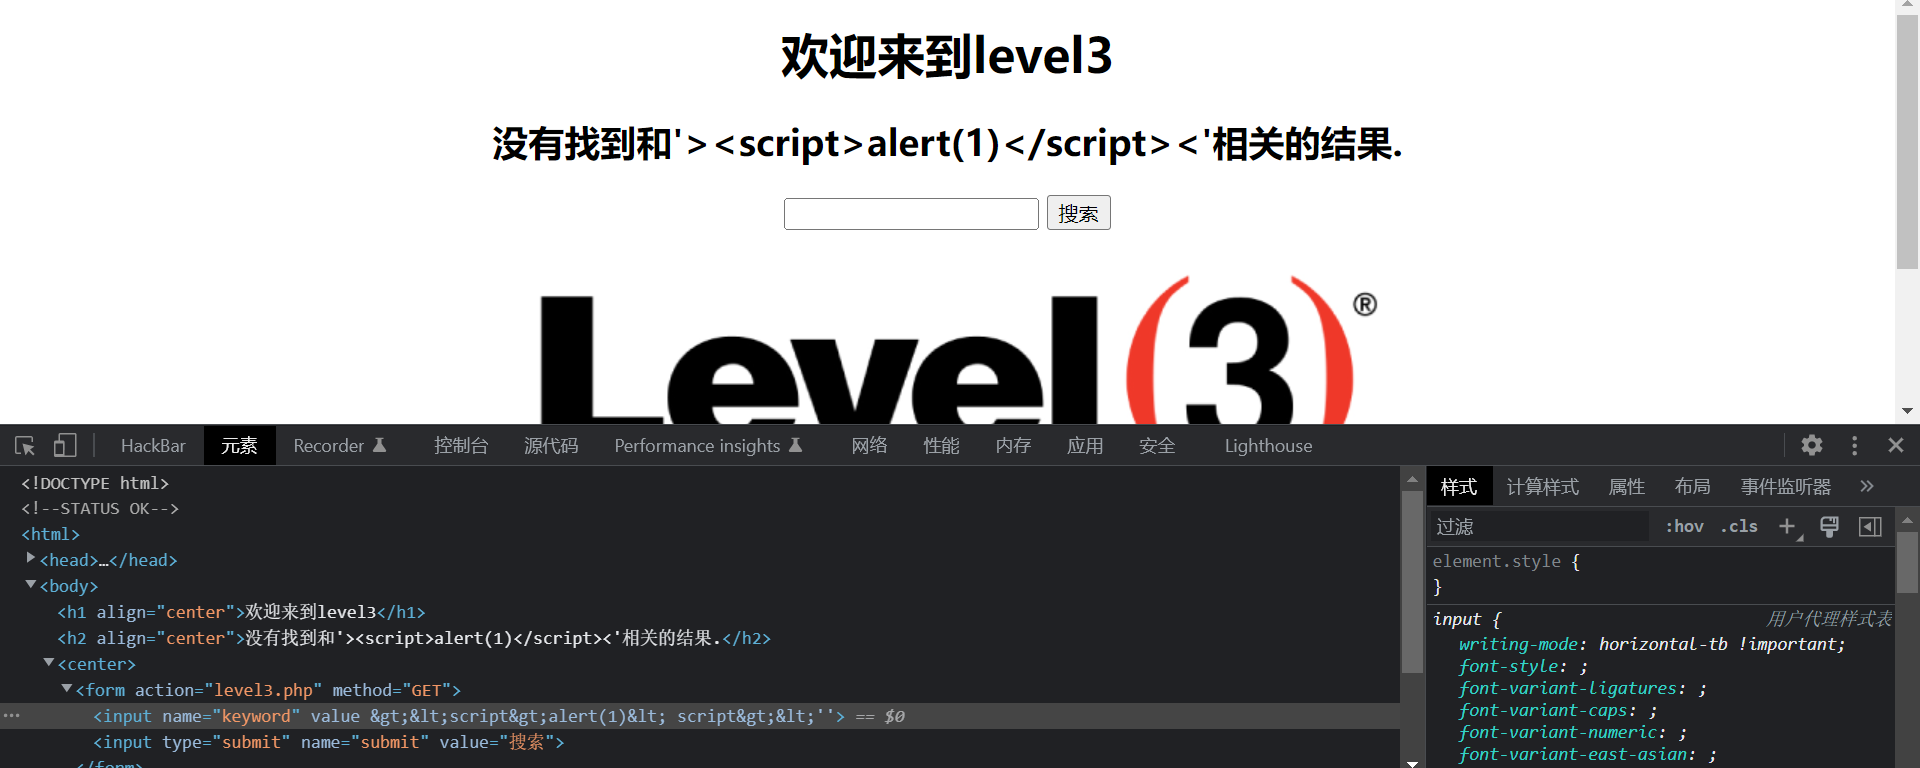 欢迎来到level3
没有找到和'><script>alert(1)</script><'相关的结果.
搜索
Level(3)®
HackBar 元素 Recorder 控制台 源代码 Performance insights 网络 性能 内存 应用 安全 Lighthouse
<!DOCTYPE html>
<!--STATUS OK-->
<html>
<head>…</head>
<body>
<h1 align="center">欢迎来到level3</h1>
<h2 align="center">没有找到和'><script>alert(1)</script><'相关的结果.</h2>
<center>
<form action="level3.php" method="GET">
<input name="keyword" value &gt;&lt;script&gt;alert(1)&lt; script&gt;&lt;''> == $0
<input type="submit" name="submit" value="搜索">
</form>
样式 计算样式 属性 布局 事件监听器 »
过滤 :hov .cls +
element.style {
}
input { 用户代理样式表
writing-mode: horizontal-tb !important;
font-style: ;
font-variant-ligatures: ;
font-variant-caps: ;
font-variant-numeric: ;
font-variant-east-asian: ;